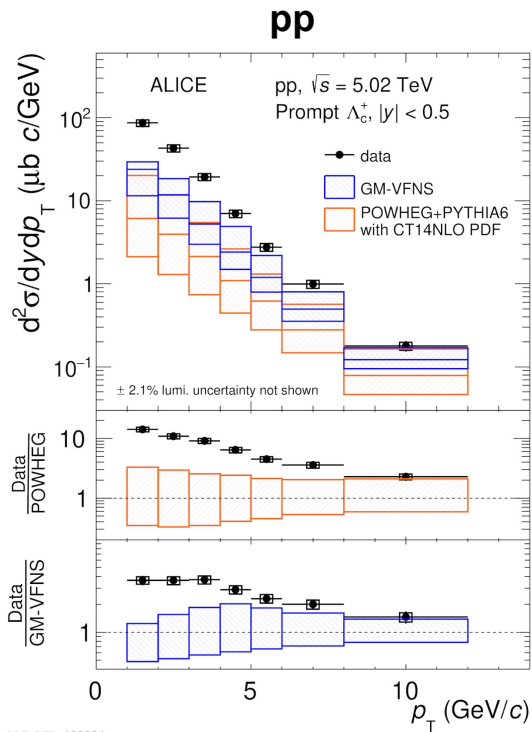 pp
ALICE
pp, √s = 5.02 TeV
Prompt Λc+, |y| < 0.5
data
GM-VFNS
POWHEG+PYTHIA6
with CT14NLO PDF
d²σ/dydpT (μb c/GeV)
10²
10
1
10⁻¹
± 2.1% lumi. uncertainty not shown
Data
POWHEG
10
1
Data
GM-VFNS
1
0
5
10
pT (GeV/c)